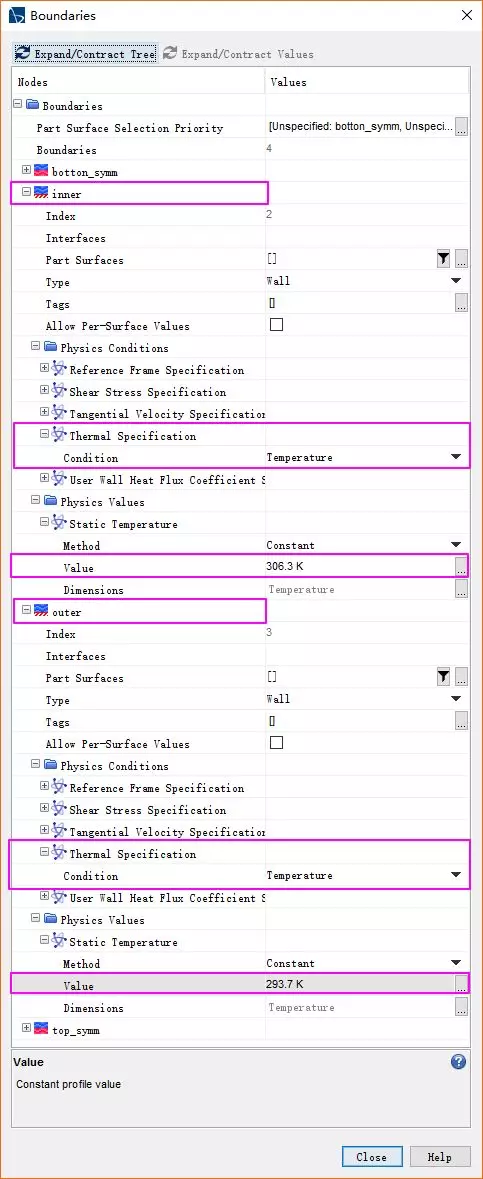 Boundaries
Expand/Contract Tree Expand/Contract Values
Nodes Values
Boundaries
Part Surface Selection Priority [Unspecified: botton_symm, Unspeci... ...
Boundaries 4
botton_symm
inner
Index 2
Interfaces
Part Surfaces [] ...
Type Wall
Tags [] ...
Allow Per-Surface Values
Physics Conditions
Reference Frame Specification
Shear Stress Specification
Tangential Velocity Specification
Thermal Specification
Condition Temperature
User Wall Heat Flux Coefficient S
Physics Values
Static Temperature
Method Constant
Value 306.3 K ...
Dimensions Temperature ...
outer
Index 3
Interfaces
Part Surfaces [] ...
Type Wall
Tags [] ...
Allow Per-Surface Values
Physics Conditions
Reference Frame Specification
Shear Stress Specification
Tangential Velocity Specification
Thermal Specification
Condition Temperature
User Wall Heat Flux Coefficient S
Physics Values
Static Temperature
Method Constant
Value 293.7 K ...
Dimensions Temperature ...
top_symm
Value ?
Constant profile value
Close Help